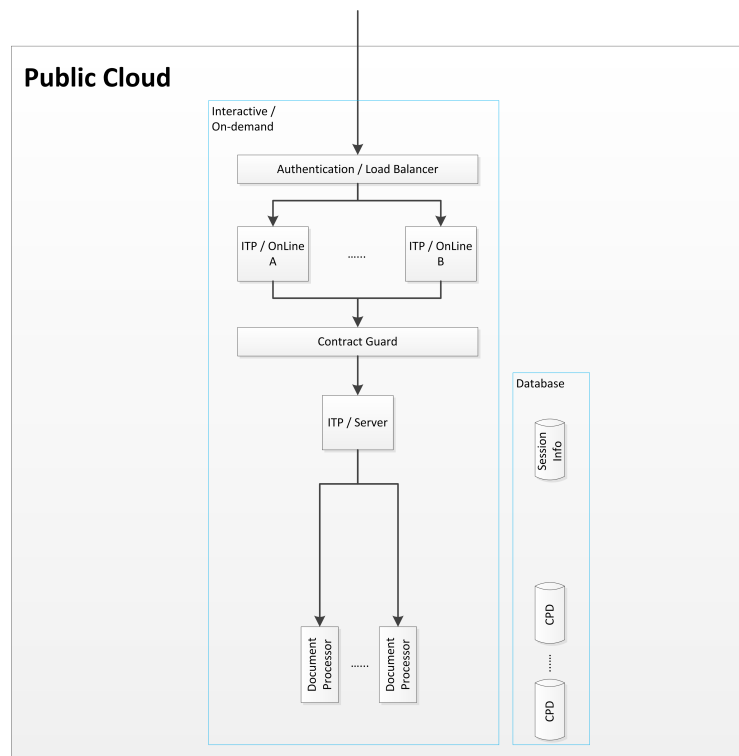 Public Cloud
Interactive /
On-demand
Authentication / Load Balancer
ITP / OnLine
A
......
ITP / OnLine
B
Contract Guard
Database
ITP / Server
Session
Info
CPD
......
CPD
Document
Processor
......
Document
Processor